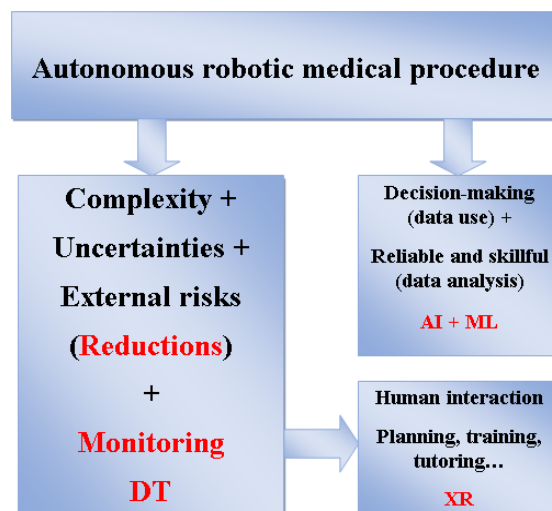 Autonomous robotic medical procedure
Complexity +
Uncertainties +
External risks
(Reductions)
+
Monitoring
DT
Decision-making
(data use) +
Reliable and skillful
(data analysis)
AI + ML
Human interaction
Planning, training,
tutoring…
XR